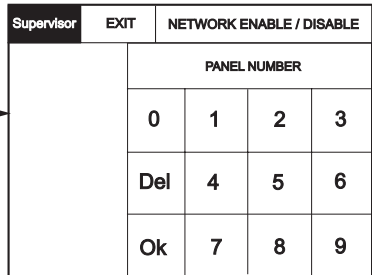 Supervisor EXIT NETWORK ENABLE / DISABLE
PANEL NUMBER
0 1 2 3
Del 4 5 6
Ok 7 8 9